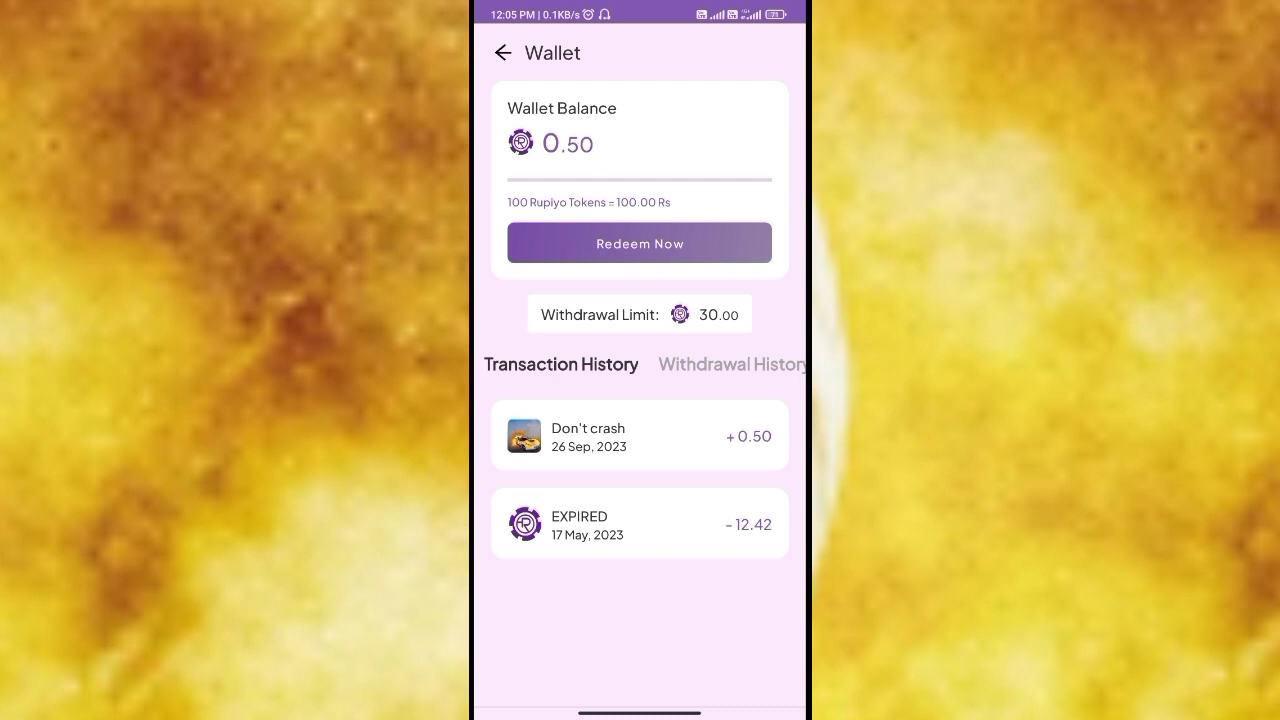 12:05 PM | 0.1KB/s
71
Wallet
Wallet Balance
0.50
100 Rupiyo Tokens = 100.00 Rs
Redeem Now
Withdrawal Limit: 30.00
Transaction History Withdrawal History
Don't crash
26 Sep, 2023
+ 0.50
EXPIRED
17 May, 2023
- 12.42